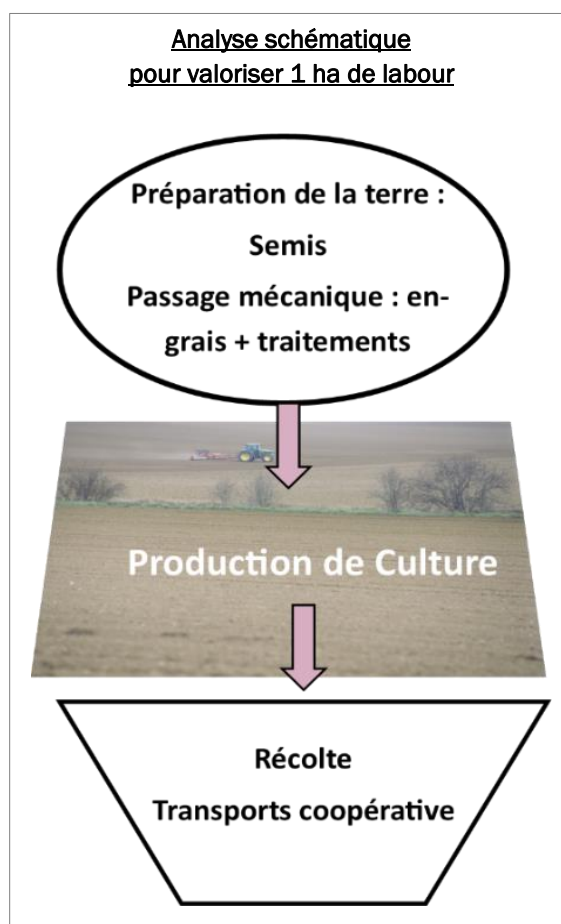 Analyse schématique
pour valoriser 1 ha de labour
Préparation de la terre :
Semis
Passage mécanique : en-
grais + traitements
Production de Culture
Récolte
Transports coopérative